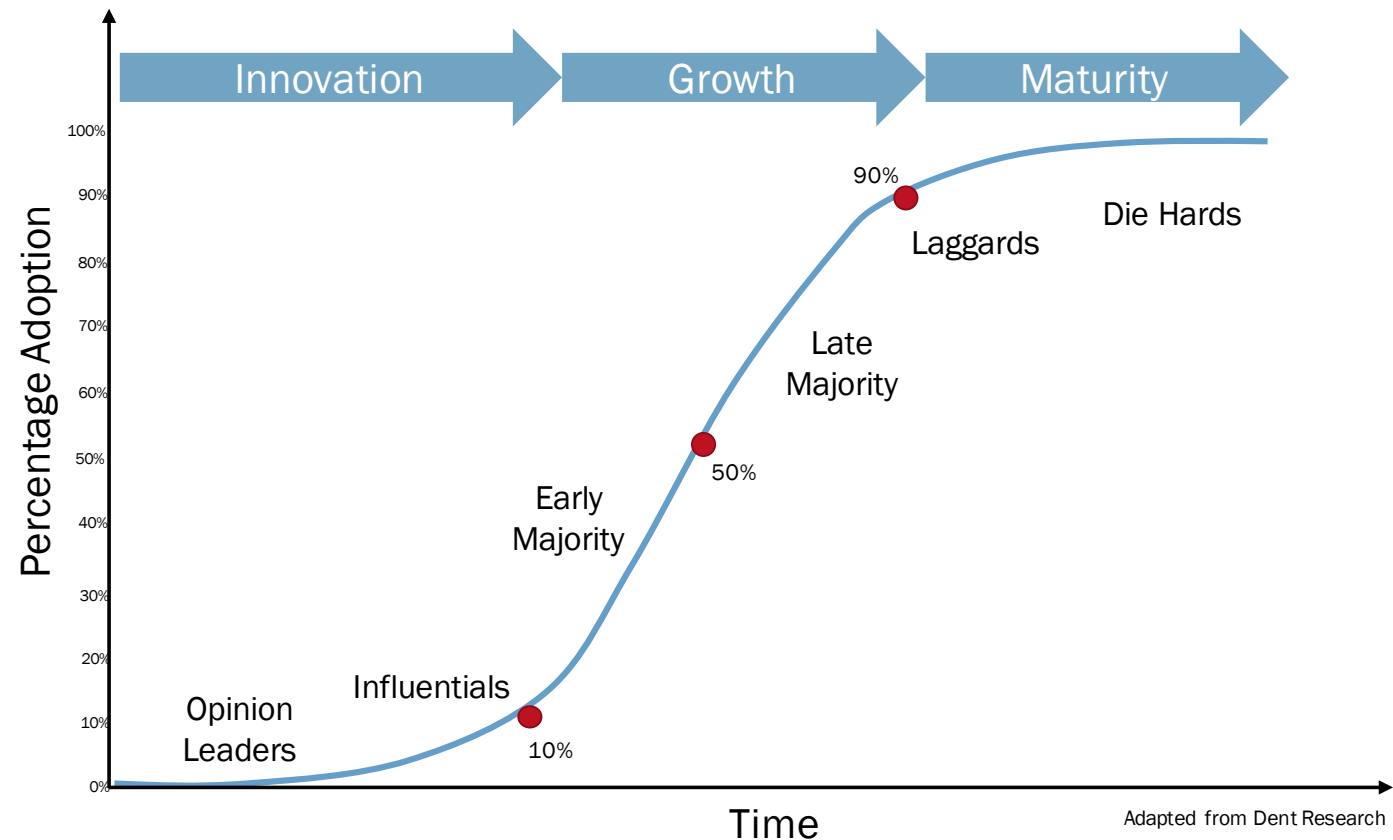 Innovation
Growth
Maturity
100%
90%
90%
Die Hards
Laggards
80%
70%
Late
Majority
60%
50%
50%
Early
Majority
40%
30%
20%
Influentials
Opinion
Leaders
10%
10%
0%
Percentage Adoption
Time
Adapted from Dent Research